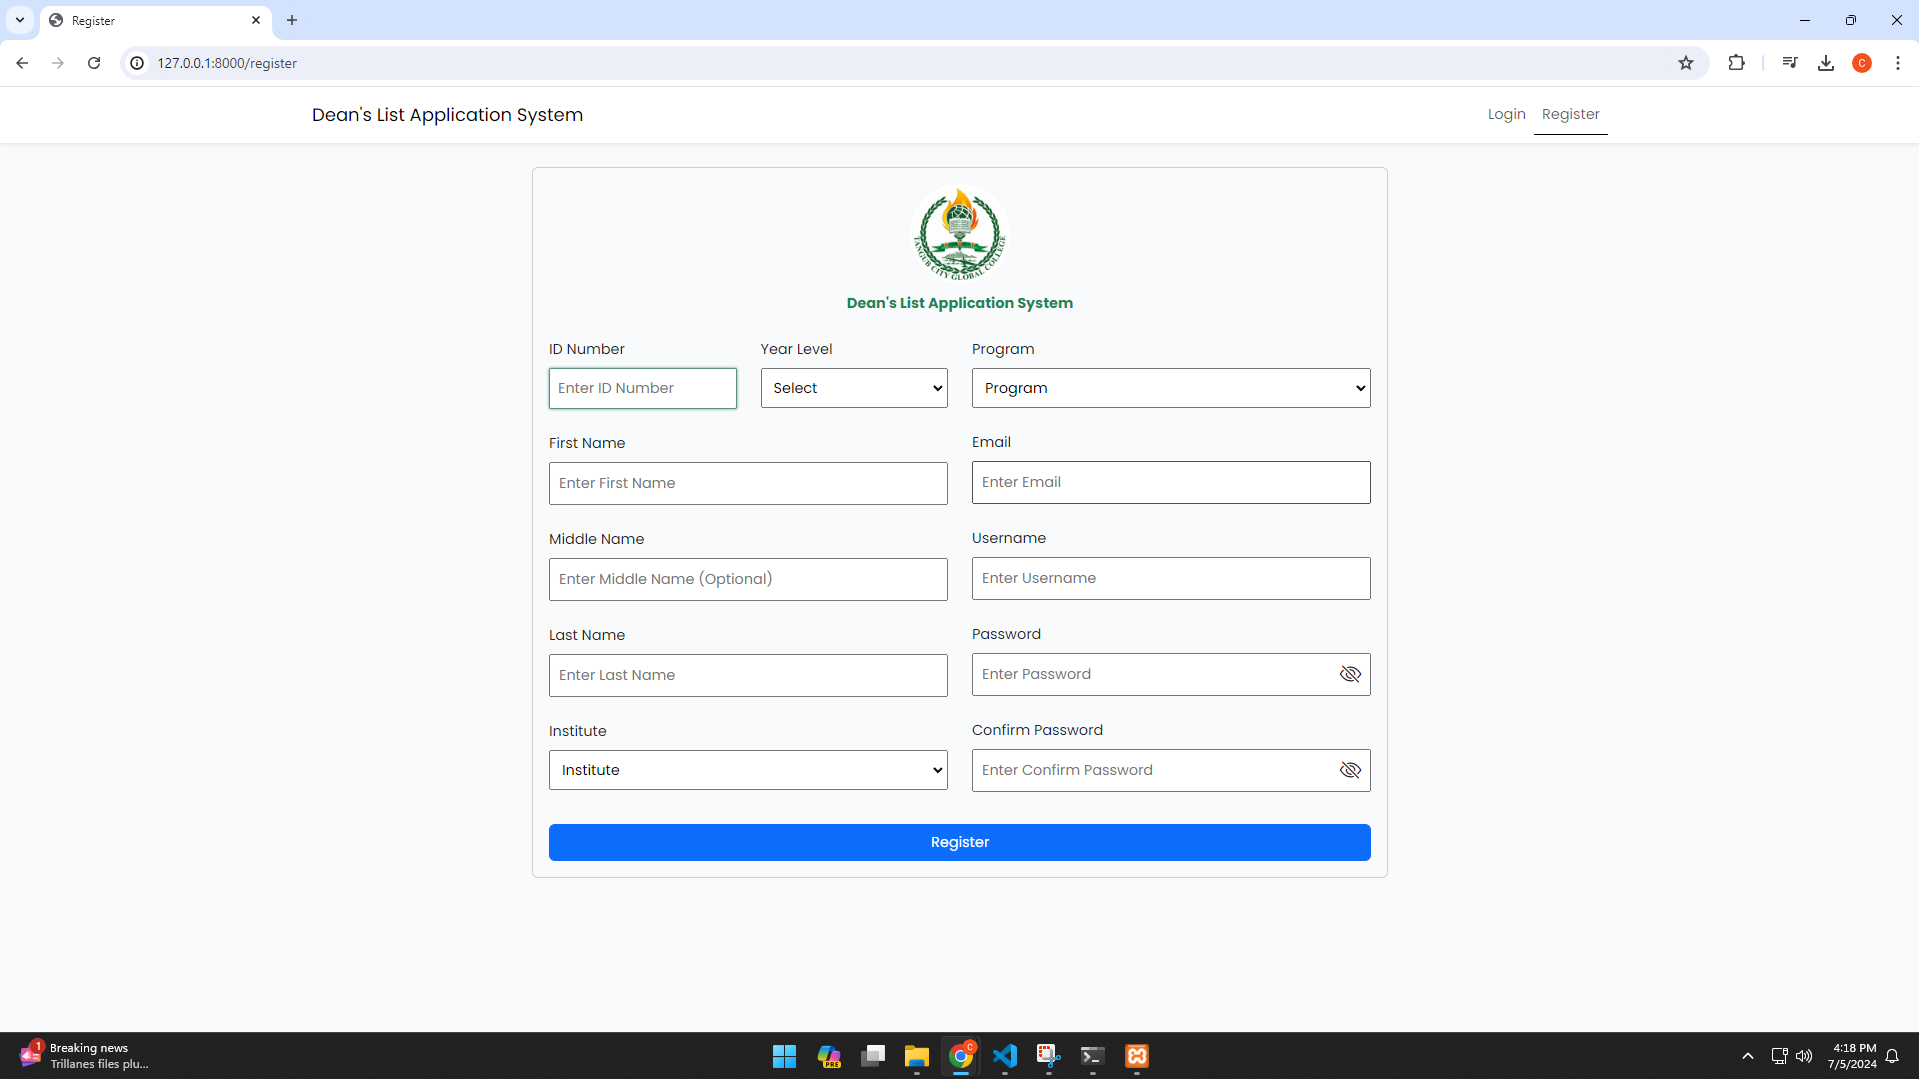 Register
127.0.0.1:8000/register
C
Dean's List Application System
Login Register
TANGUB CITY GLOBAL COLLEGE
Dean's List Application System
ID Number Year Level Program
Enter ID Number Select Program
First Name Email
Enter First Name Enter Email
Middle Name Username
Enter Middle Name (Optional) Enter Username
Last Name Password
Enter Last Name Enter Password
Institute Confirm Password
Institute Enter Confirm Password
Register
1 Breaking news
Trillanes files plu...
PRE
C
4:18 PM
7/5/2024